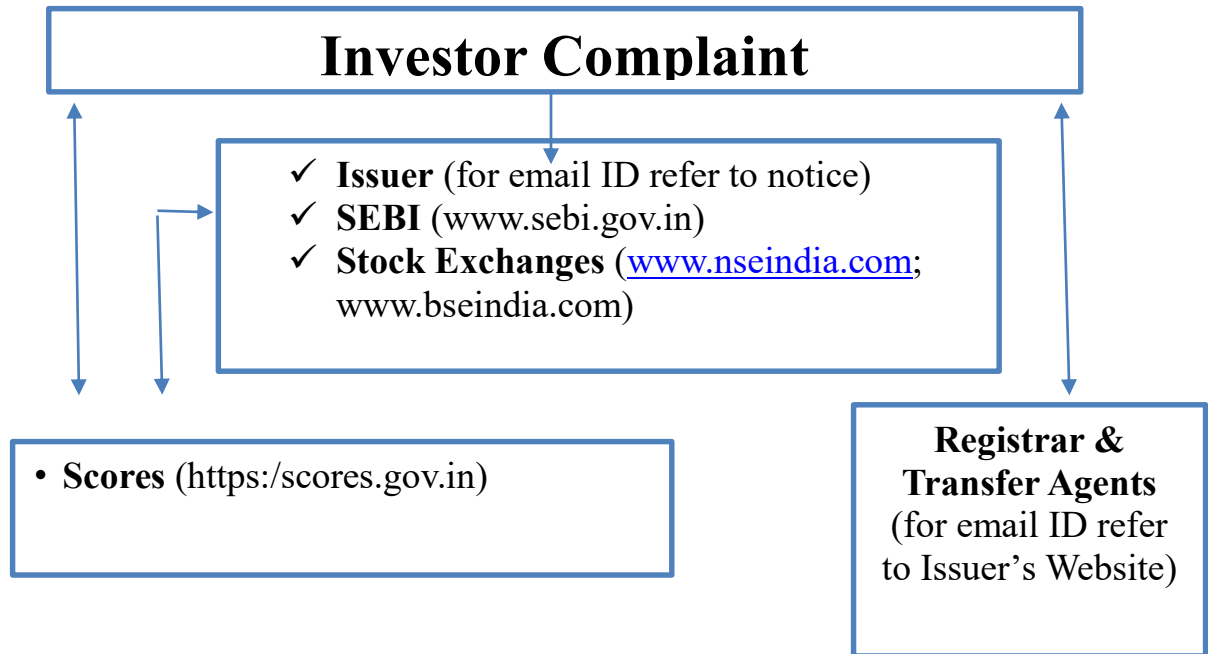 Investor Complaint
✓ Issuer (for email ID refer to notice)
✓ SEBI (www.sebi.gov.in)
✓ Stock Exchanges (www.nseindia.com;
www.bseindia.com)
• Scores (https:/scores.gov.in)
Registrar &
Transfer Agents
(for email ID refer
to Issuer’s Website)